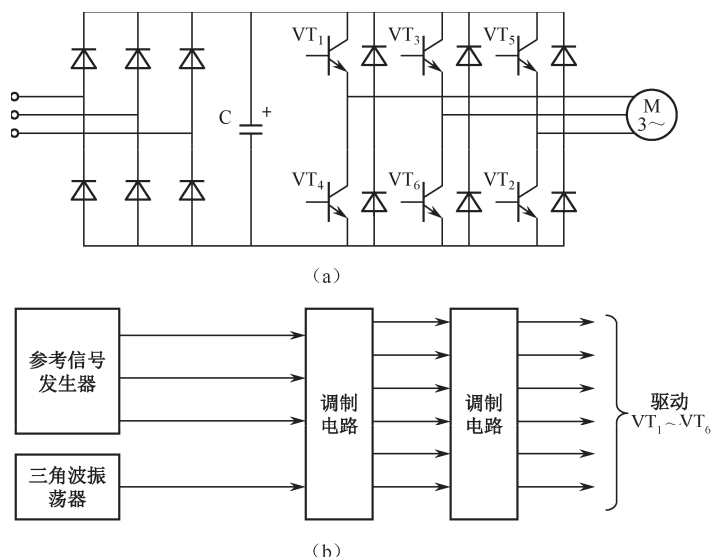 VT₁
VT₃
VT₅
C
+
M
3～
VT₄
VT₆
VT₂
（a）
参考信号
发生器
三角波振
荡器
调制
电路
调制
电路
驱动
VT₁～VT₆
（b）